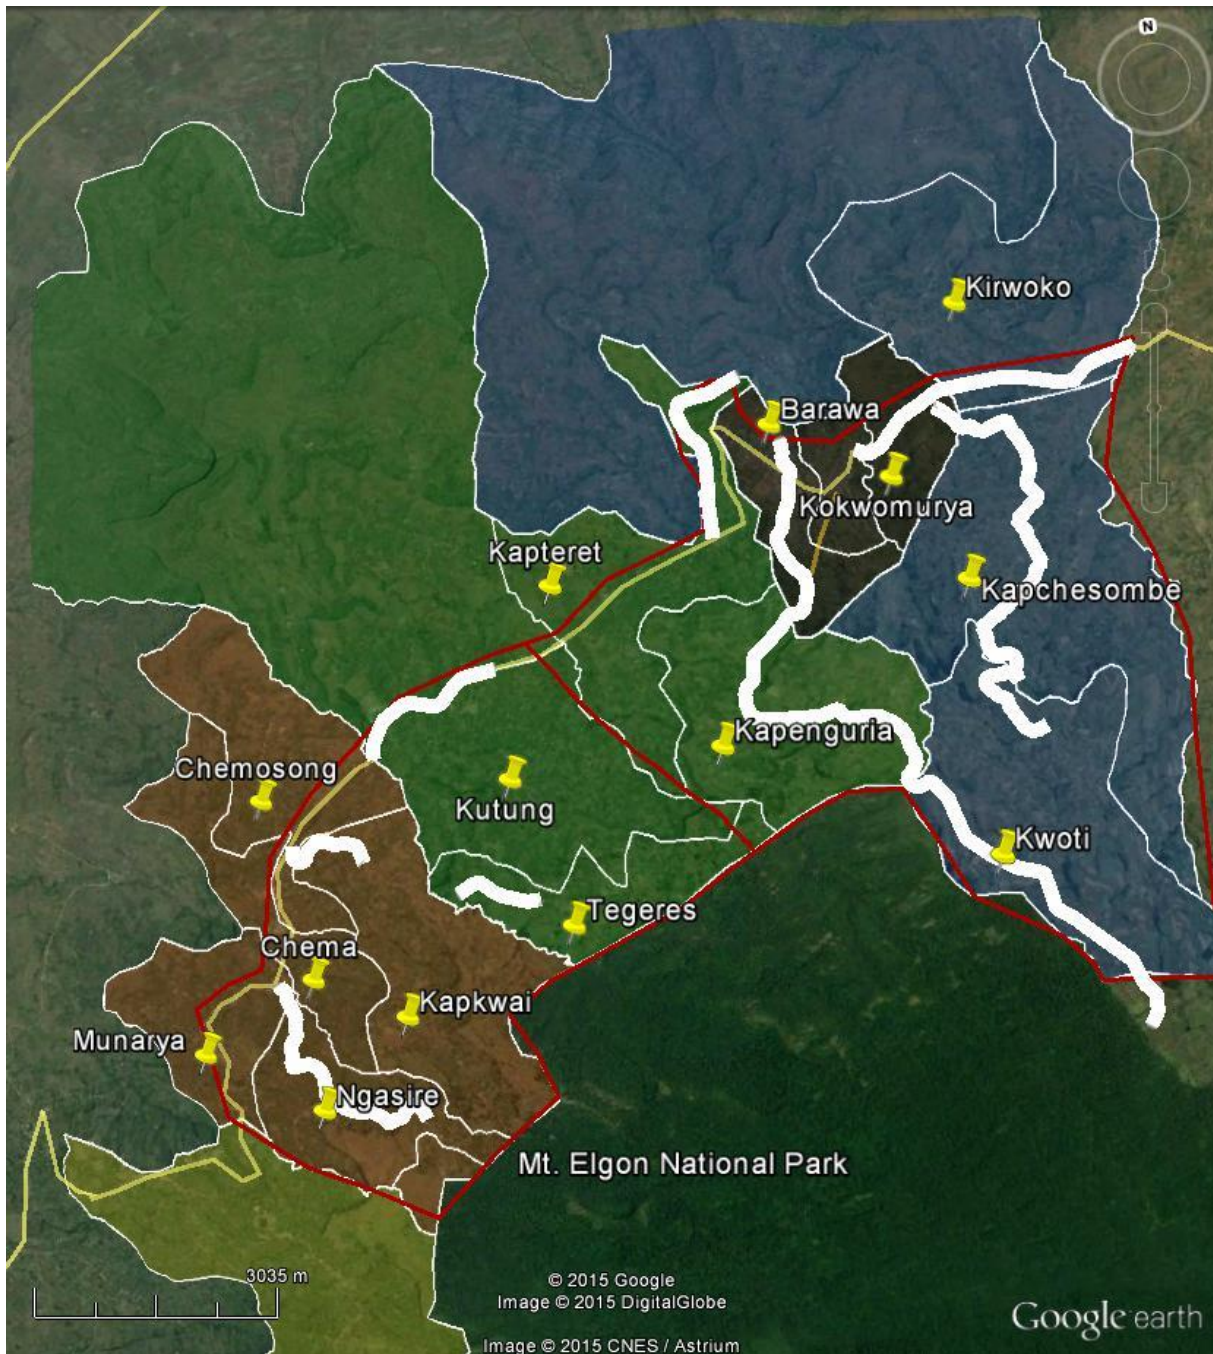 N
Kirwoko
Barawa
Kokwomurya
Kapteret
Kapchesombe
Kapenguria
Chemosong
Kutung
Kwoti
Tegeres
Chema
Kapkwai
Munarya
Ngasire
Mt. Elgon National Park
3035 m
© 2015 Google
Image © 2015 DigitalGlobe
Google earth
Image © 2015 CNES / Astrium